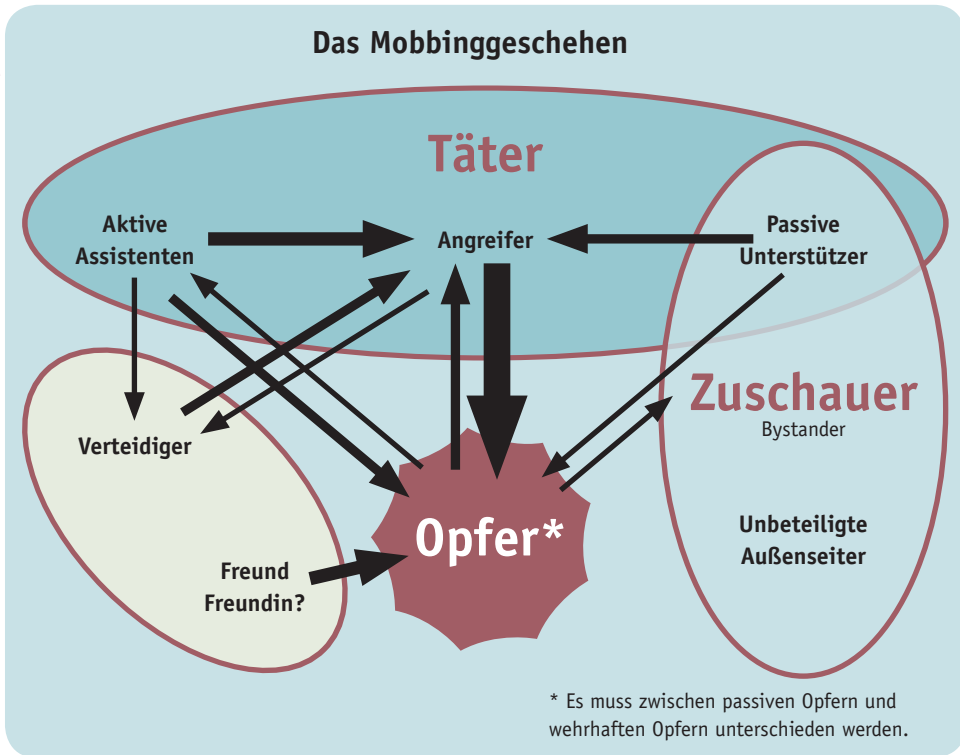 Das Mobbinggeschehen
Täter
Aktive
Assistenten
Angreifer
Passive
Unterstützer
Zuschauer
Bystander
Verteidiger
Opfer*
Unbeteiligte
Außenseiter
Freund
Freundin?
* Es muss zwischen passiven Opfern und
wehrhaften Opfern unterschieden werden.